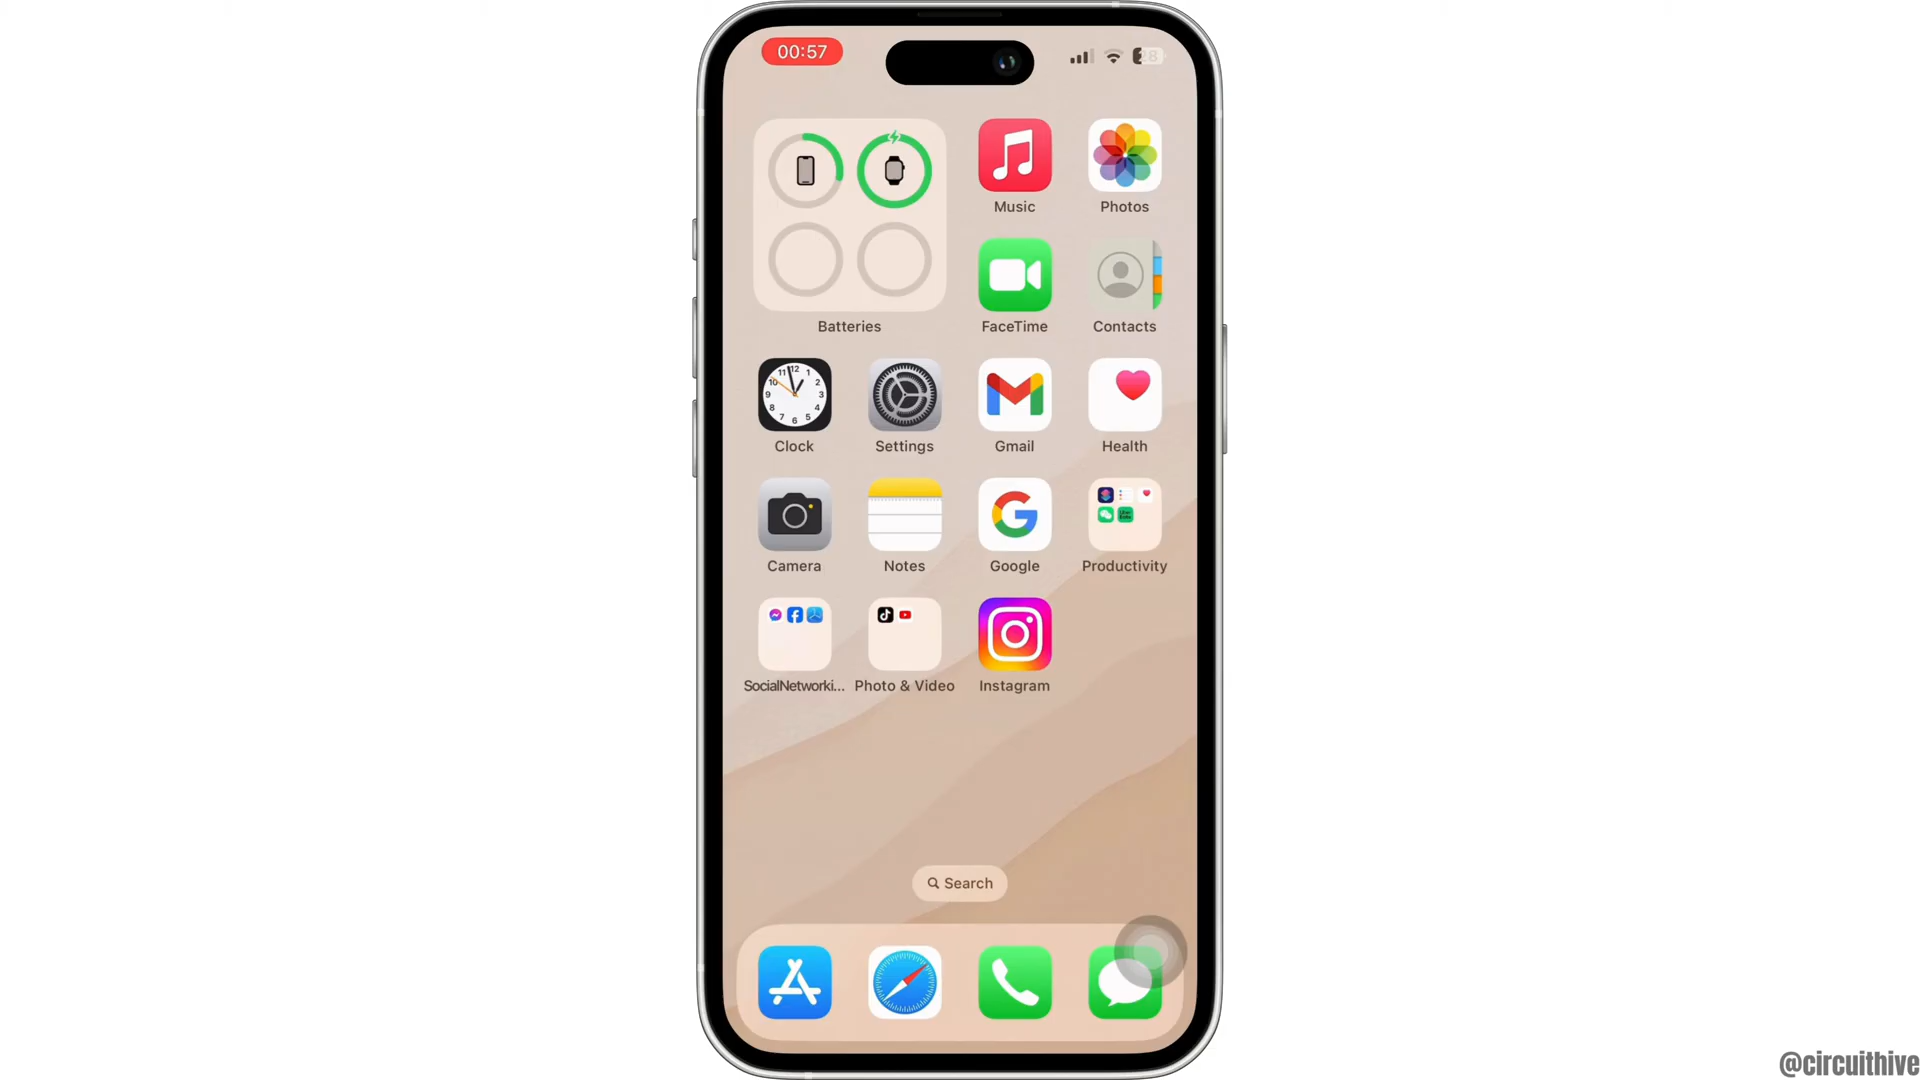 00:57
28
Music
Photos
Batteries
FaceTime
Contacts
Clock
Settings
Gmail
Health
Camera
Notes
Google
Productivity
SocialNetworki...
Photo & Video
Instagram
Search
@circuithive